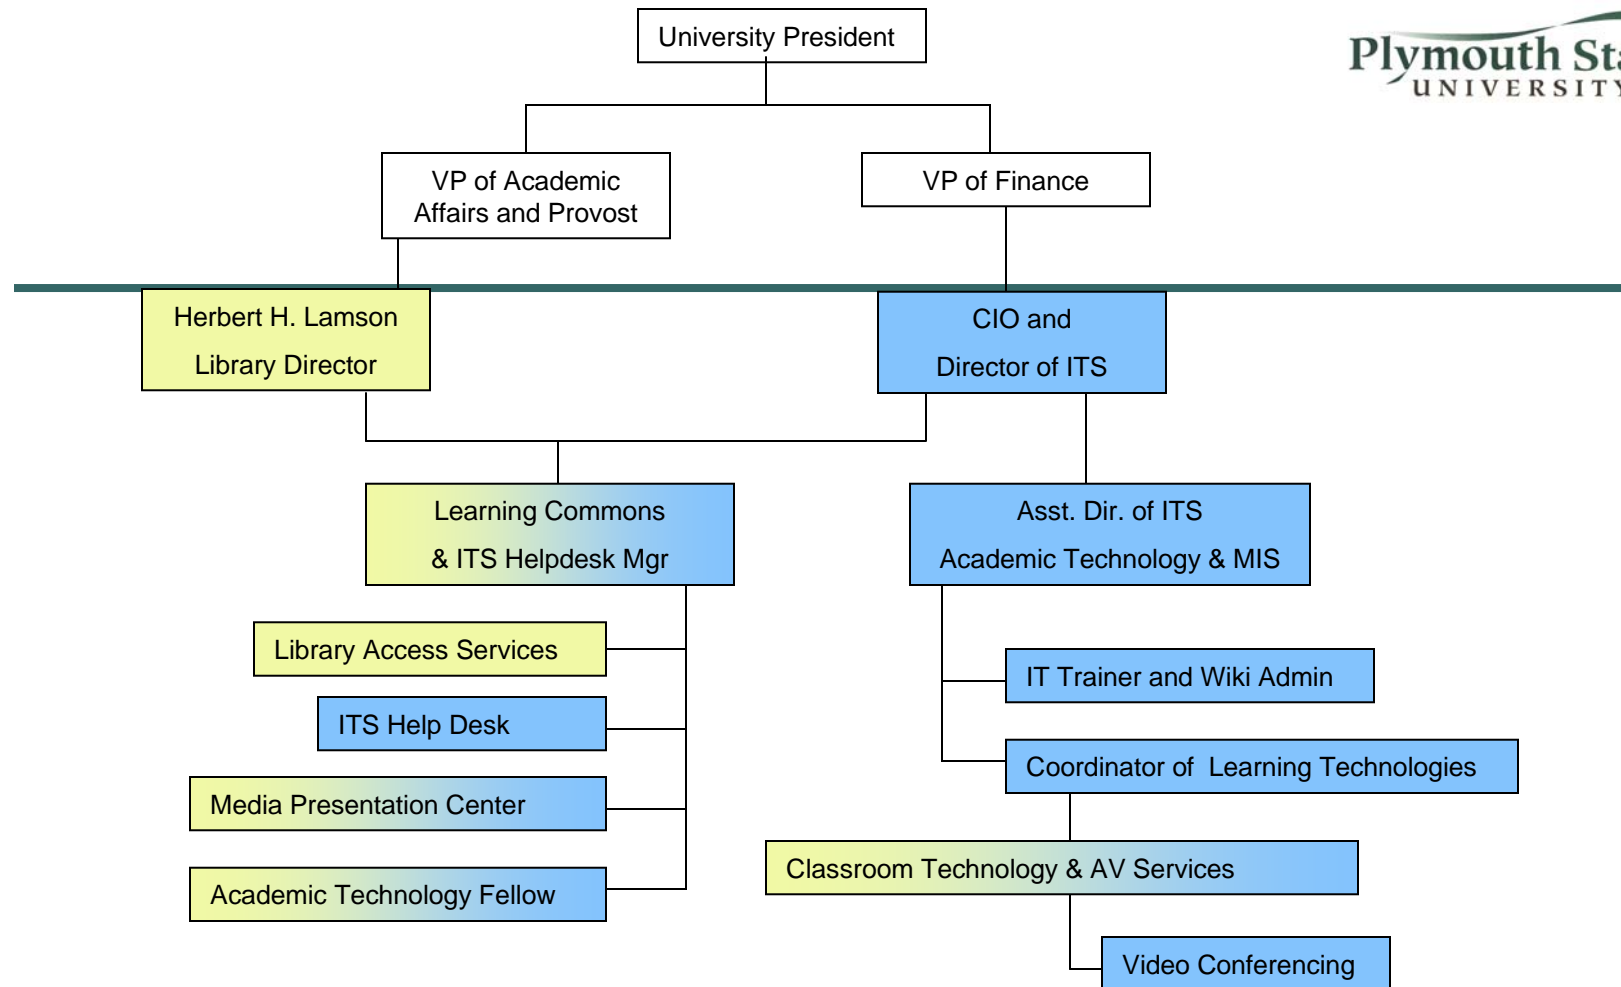 University President
Plymouth Sta
UNIVERSITY
VP of Academic
Affairs and Provost
VP of Finance
Herbert H. Lamson
Library Director
CIO and
Director of ITS
Learning Commons
& ITS Helpdesk Mgr
Asst. Dir. of ITS
Academic Technology & MIS
Library Access Services
ITS Help Desk
Media Presentation Center
Academic Technology Fellow
IT Trainer and Wiki Admin
Coordinator of Learning Technologies
Classroom Technology & AV Services
Video Conferencing